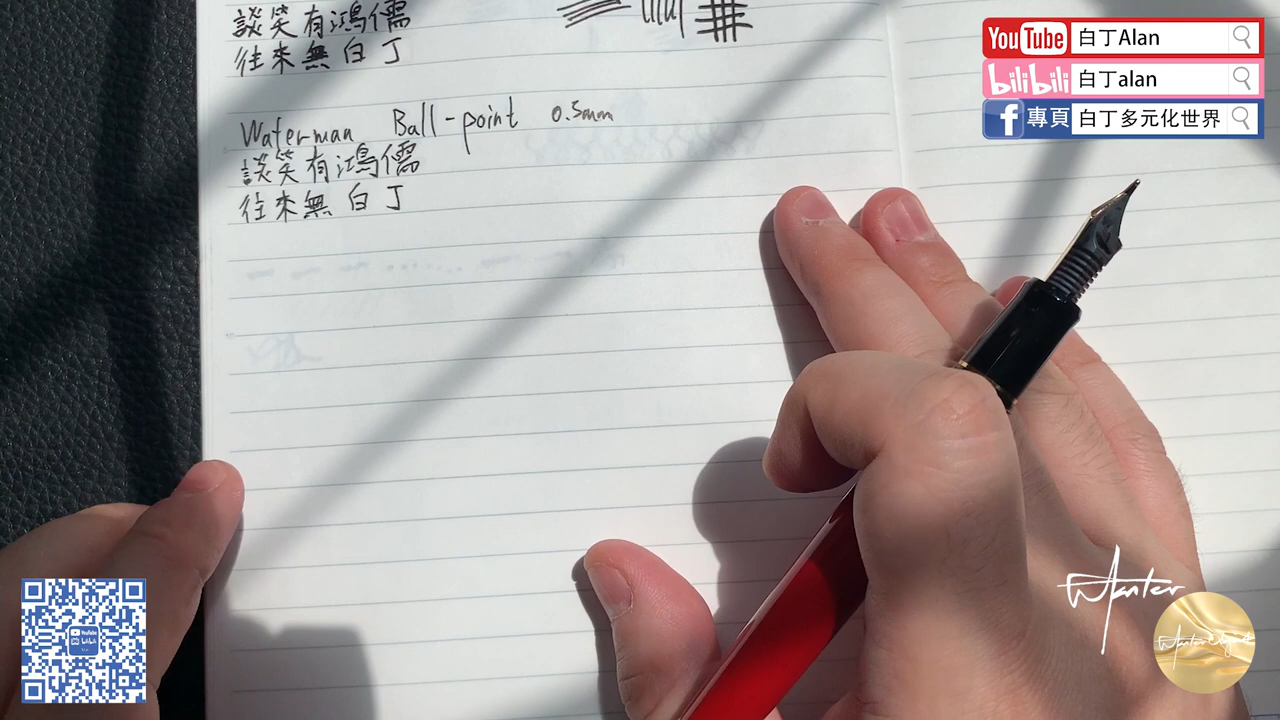 談笑有鴻儒
往來無白丁
Waterman Ball-point 0.5mm
談笑有鴻儒
往來無白丁
YouTube 白丁Alan
bilibili 白丁alan
f 專頁 白丁多元化世界